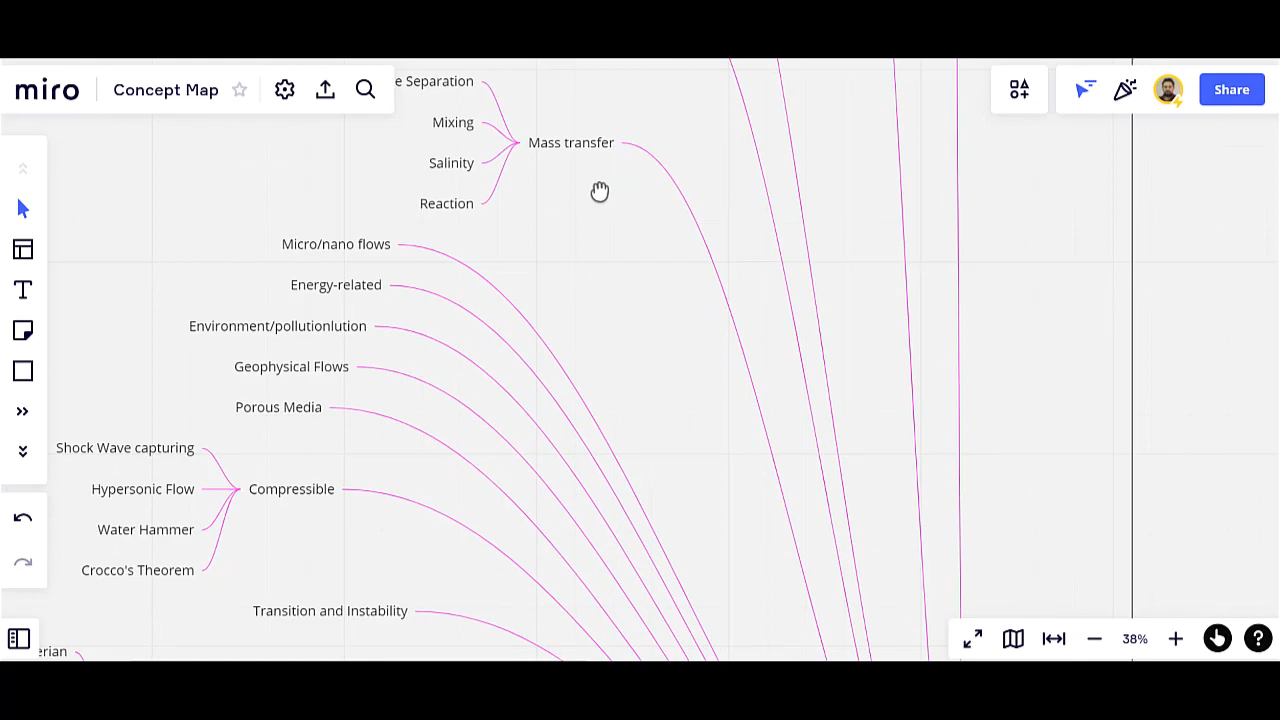 miro
Concept Map
Share
e Separation
Mixing
Mass transfer
Salinity
Reaction
Micro/nano flows
Energy-related
Environment/pollutionlution
Geophysical Flows
Porous Media
Shock Wave capturing
Hypersonic Flow
Compressible
Water Hammer
Crocco's Theorem
Transition and Instability
erian
38%